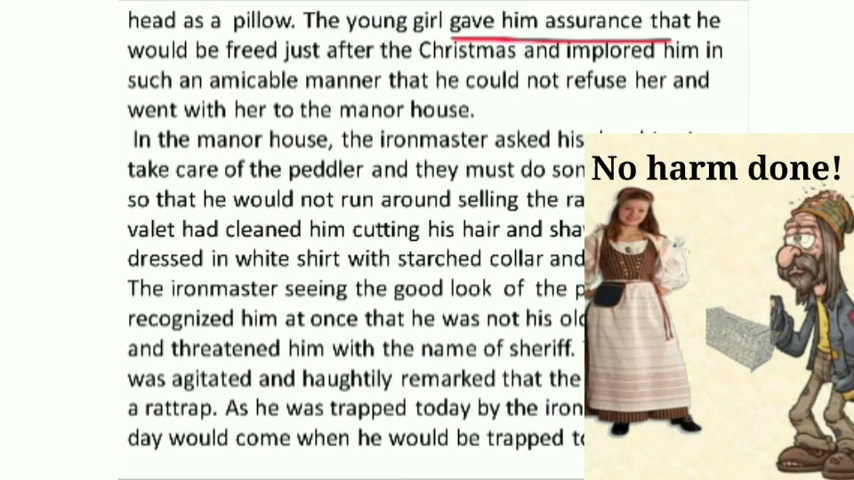 head as a pillow. The young girl gave him assurance that he
would be freed just after the Christmas and implored him in
such an amicable manner that he could not refuse her and
went with her to the manor house.
In the manor house, the ironmaster asked his
take care of the peddler and they must do
so that he would not run around selling the
valet had cleaned him cutting his hair and
dressed in white shirt with starched collar and
The ironmaster seeing the good look of the
recognized him at once that he was not his
and threatened him with the name of sheriff.
was agitated and haughtily remarked that the
a rattrap. As he was trapped today by the
day would come when he would be trapped
No harm done!